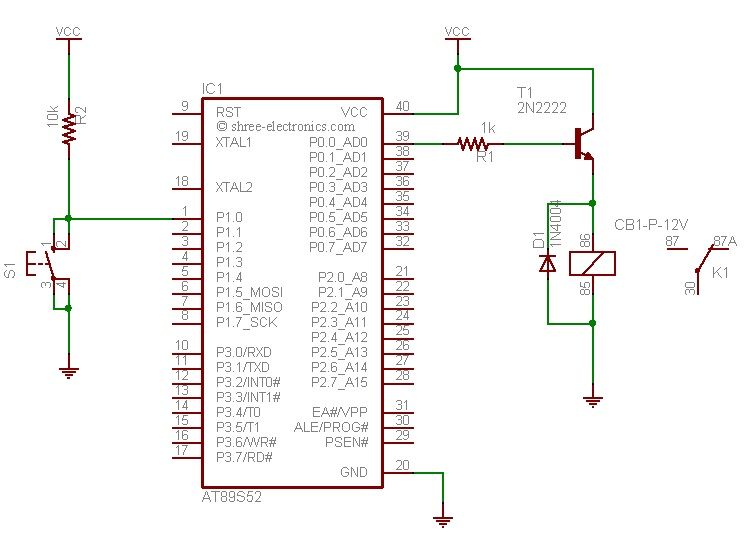 VCC
10k
R2
S1
1
2
3
4
IC1
9 RST VCC 40
© shree-electronics.com
19 XTAL1 P0.0_AD0 39
P0.1_AD1 38
P0.2_AD2 37
18 XTAL2 P0.3_AD3 36
P0.4_AD4 35
1 P1.0 P0.5_AD5 34
2 P1.1 P0.6_AD6 33
3 P1.2 P0.7_AD7 32
4 P1.3
5 P1.4 P2.0_A8 21
6 P1.5_MOSI P2.1_A9 22
7 P1.6_MISO P2.2_A10 23
8 P1.7_SCK P2.3_A11 24
P2.4_A12 25
10 P3.0/RXD P2.5_A13 26
11 P3.1/TXD P2.6_A14 27
12 P3.2/INT0# P2.7_A15 28
13 P3.3/INT1#
14 P3.4/T0 EA#/VPP 31
15 P3.5/T1 ALE/PROG# 30
16 P3.6/WR# PSEN# 29
17 P3.7/RD#
GND 20
AT89S52
VCC
1k
R1
T1
2N2222
D1
1N4004
86
85
CB1-P-12V
87
87A
K1
30